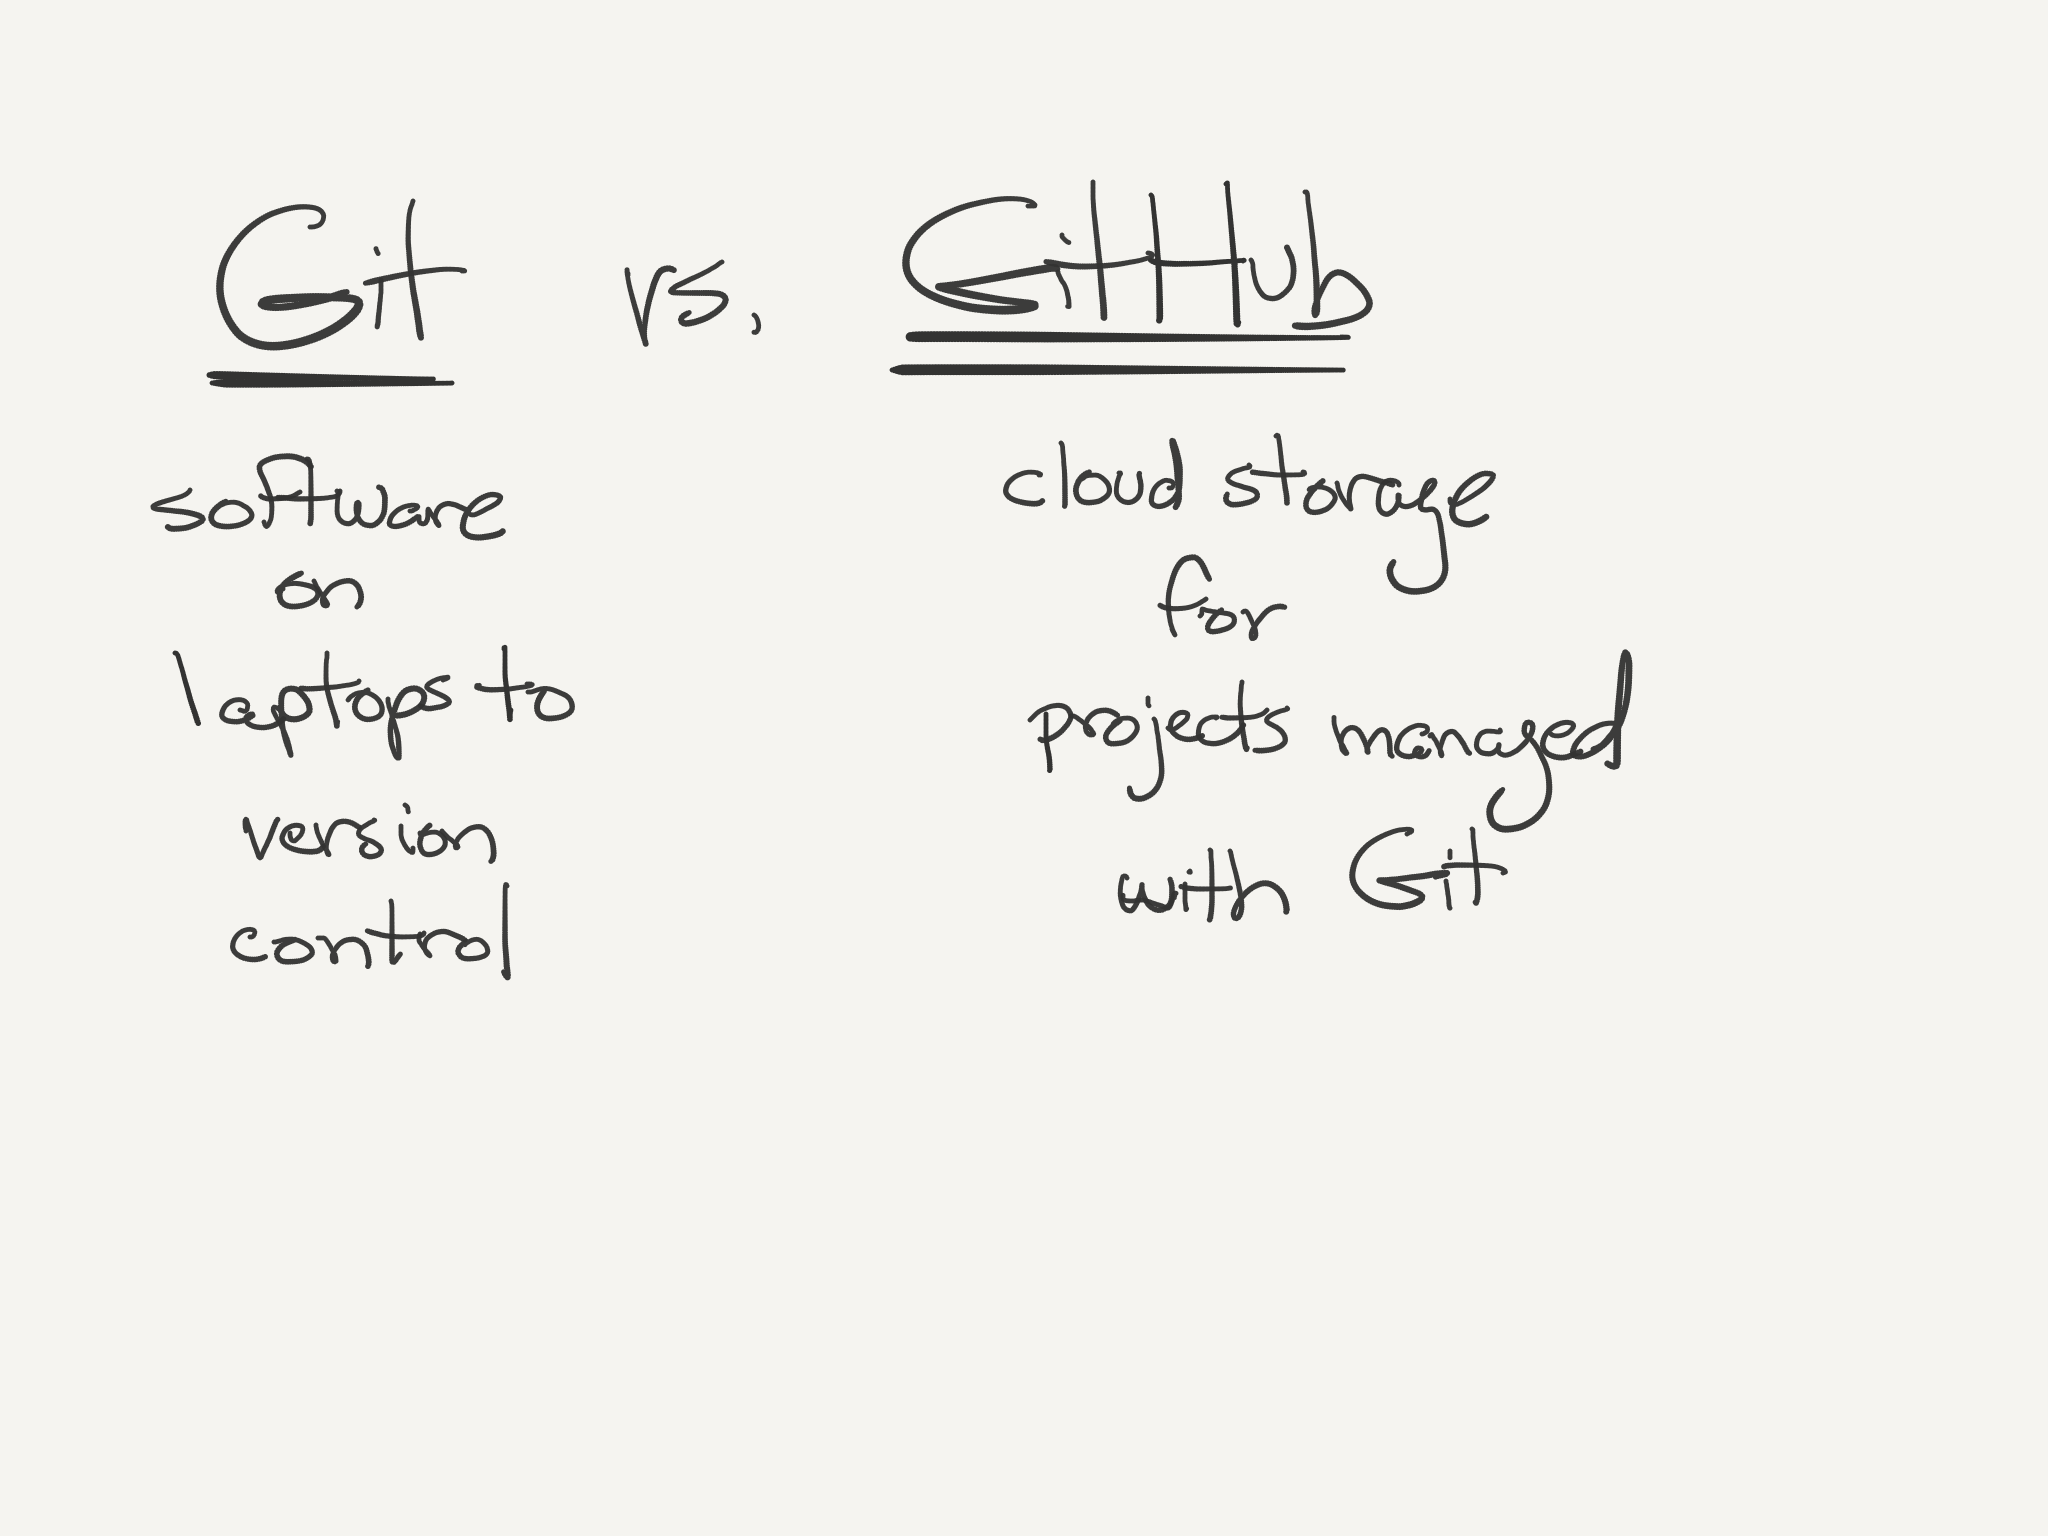 Git vs. GitHub
software
on
laptops to
version
control
cloud storage
for
projects managed
with Git